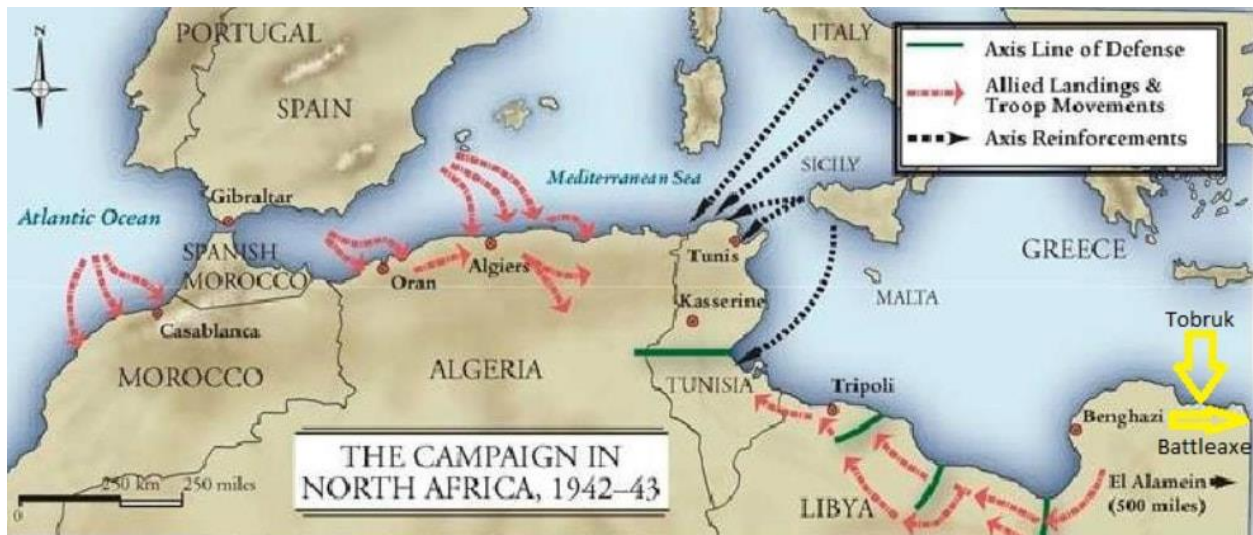 N
PORTUGAL
SPAIN
ITALY
Axis Line of Defense
Allied Landings &
Troop Movements
Axis Reinforcements
Mediterranean Sea
SICILY
Gibraltar
Atlantic Ocean
SPANISH
MOROCCO
GREECE
Tunis
Algiers
Oran
MALTA
Kasserine
Casablanca
Tobruk
MOROCCO
ALGERIA
TUNISIA
Tripoli
Benghazi
Battleaxe
THE CAMPAIGN IN
NORTH AFRICA, 1942–43
250 km 250 miles
0
LIBYA
El Alamein
(500 miles)